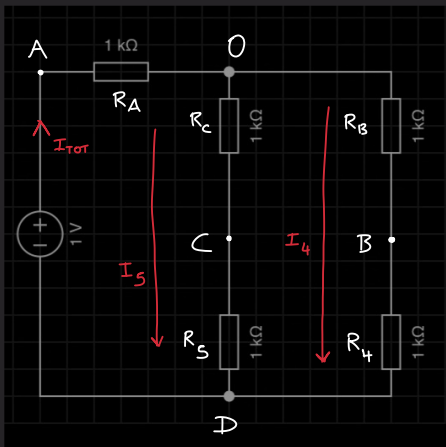 A
1 kΩ
O
R_A
I_TOT
R_C
1 kΩ
R_B
1 kΩ
+
−
1 V
C
I_4
B
I_5
R_5
1 kΩ
R_4
1 kΩ
D